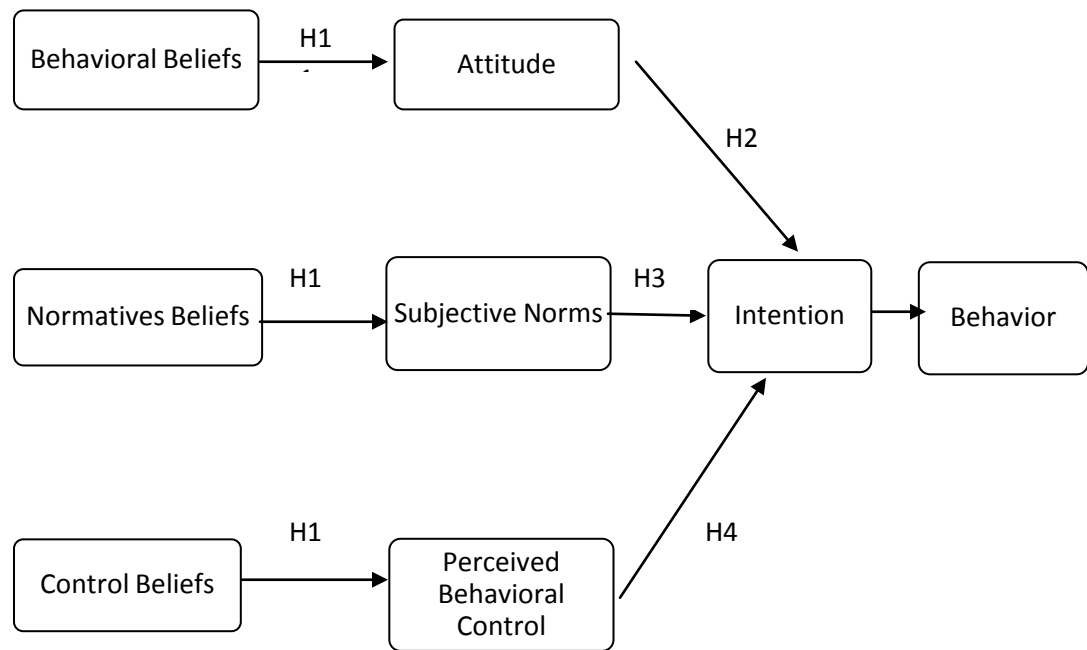 H1
Behavioral Beliefs
Attitude
H2
H1
H3
Normatives Beliefs
Subjective Norms
Intention
Behavior
H1
H4
Control Beliefs
Perceived
Behavioral
Control